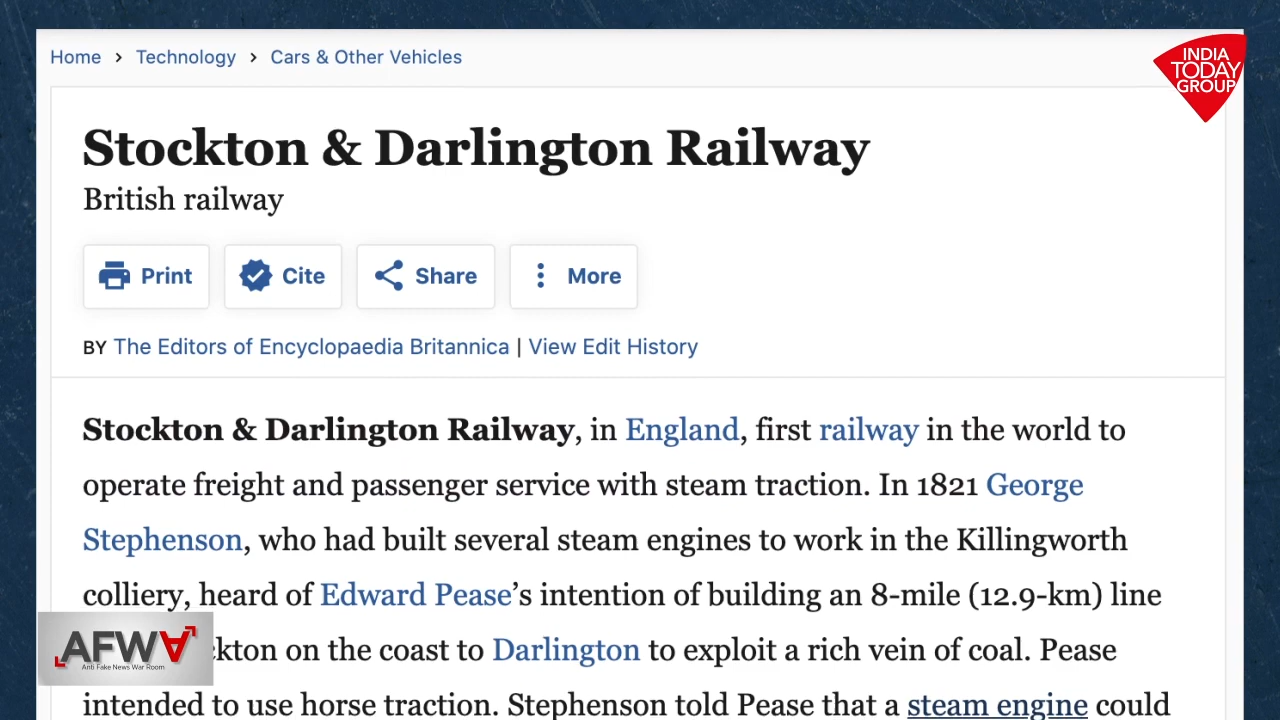 Home > Technology > Cars & Other Vehicles
INDIA
TODAY
GROUP
Stockton & Darlington Railway
British railway
Print Cite Share More
BY The Editors of Encyclopaedia Britannica | View Edit History
Stockton & Darlington Railway, in England, first railway in the world to
operate freight and passenger service with steam traction. In 1821 George
Stephenson, who had built several steam engines to work in the Killingworth
colliery, heard of Edward Pease’s intention of building an 8-mile (12.9-km) line
kton on the coast to Darlington to exploit a rich vein of coal. Pease
intended to use horse traction. Stephenson told Pease that a steam engine could
AFWA
Anti Fake News War Room